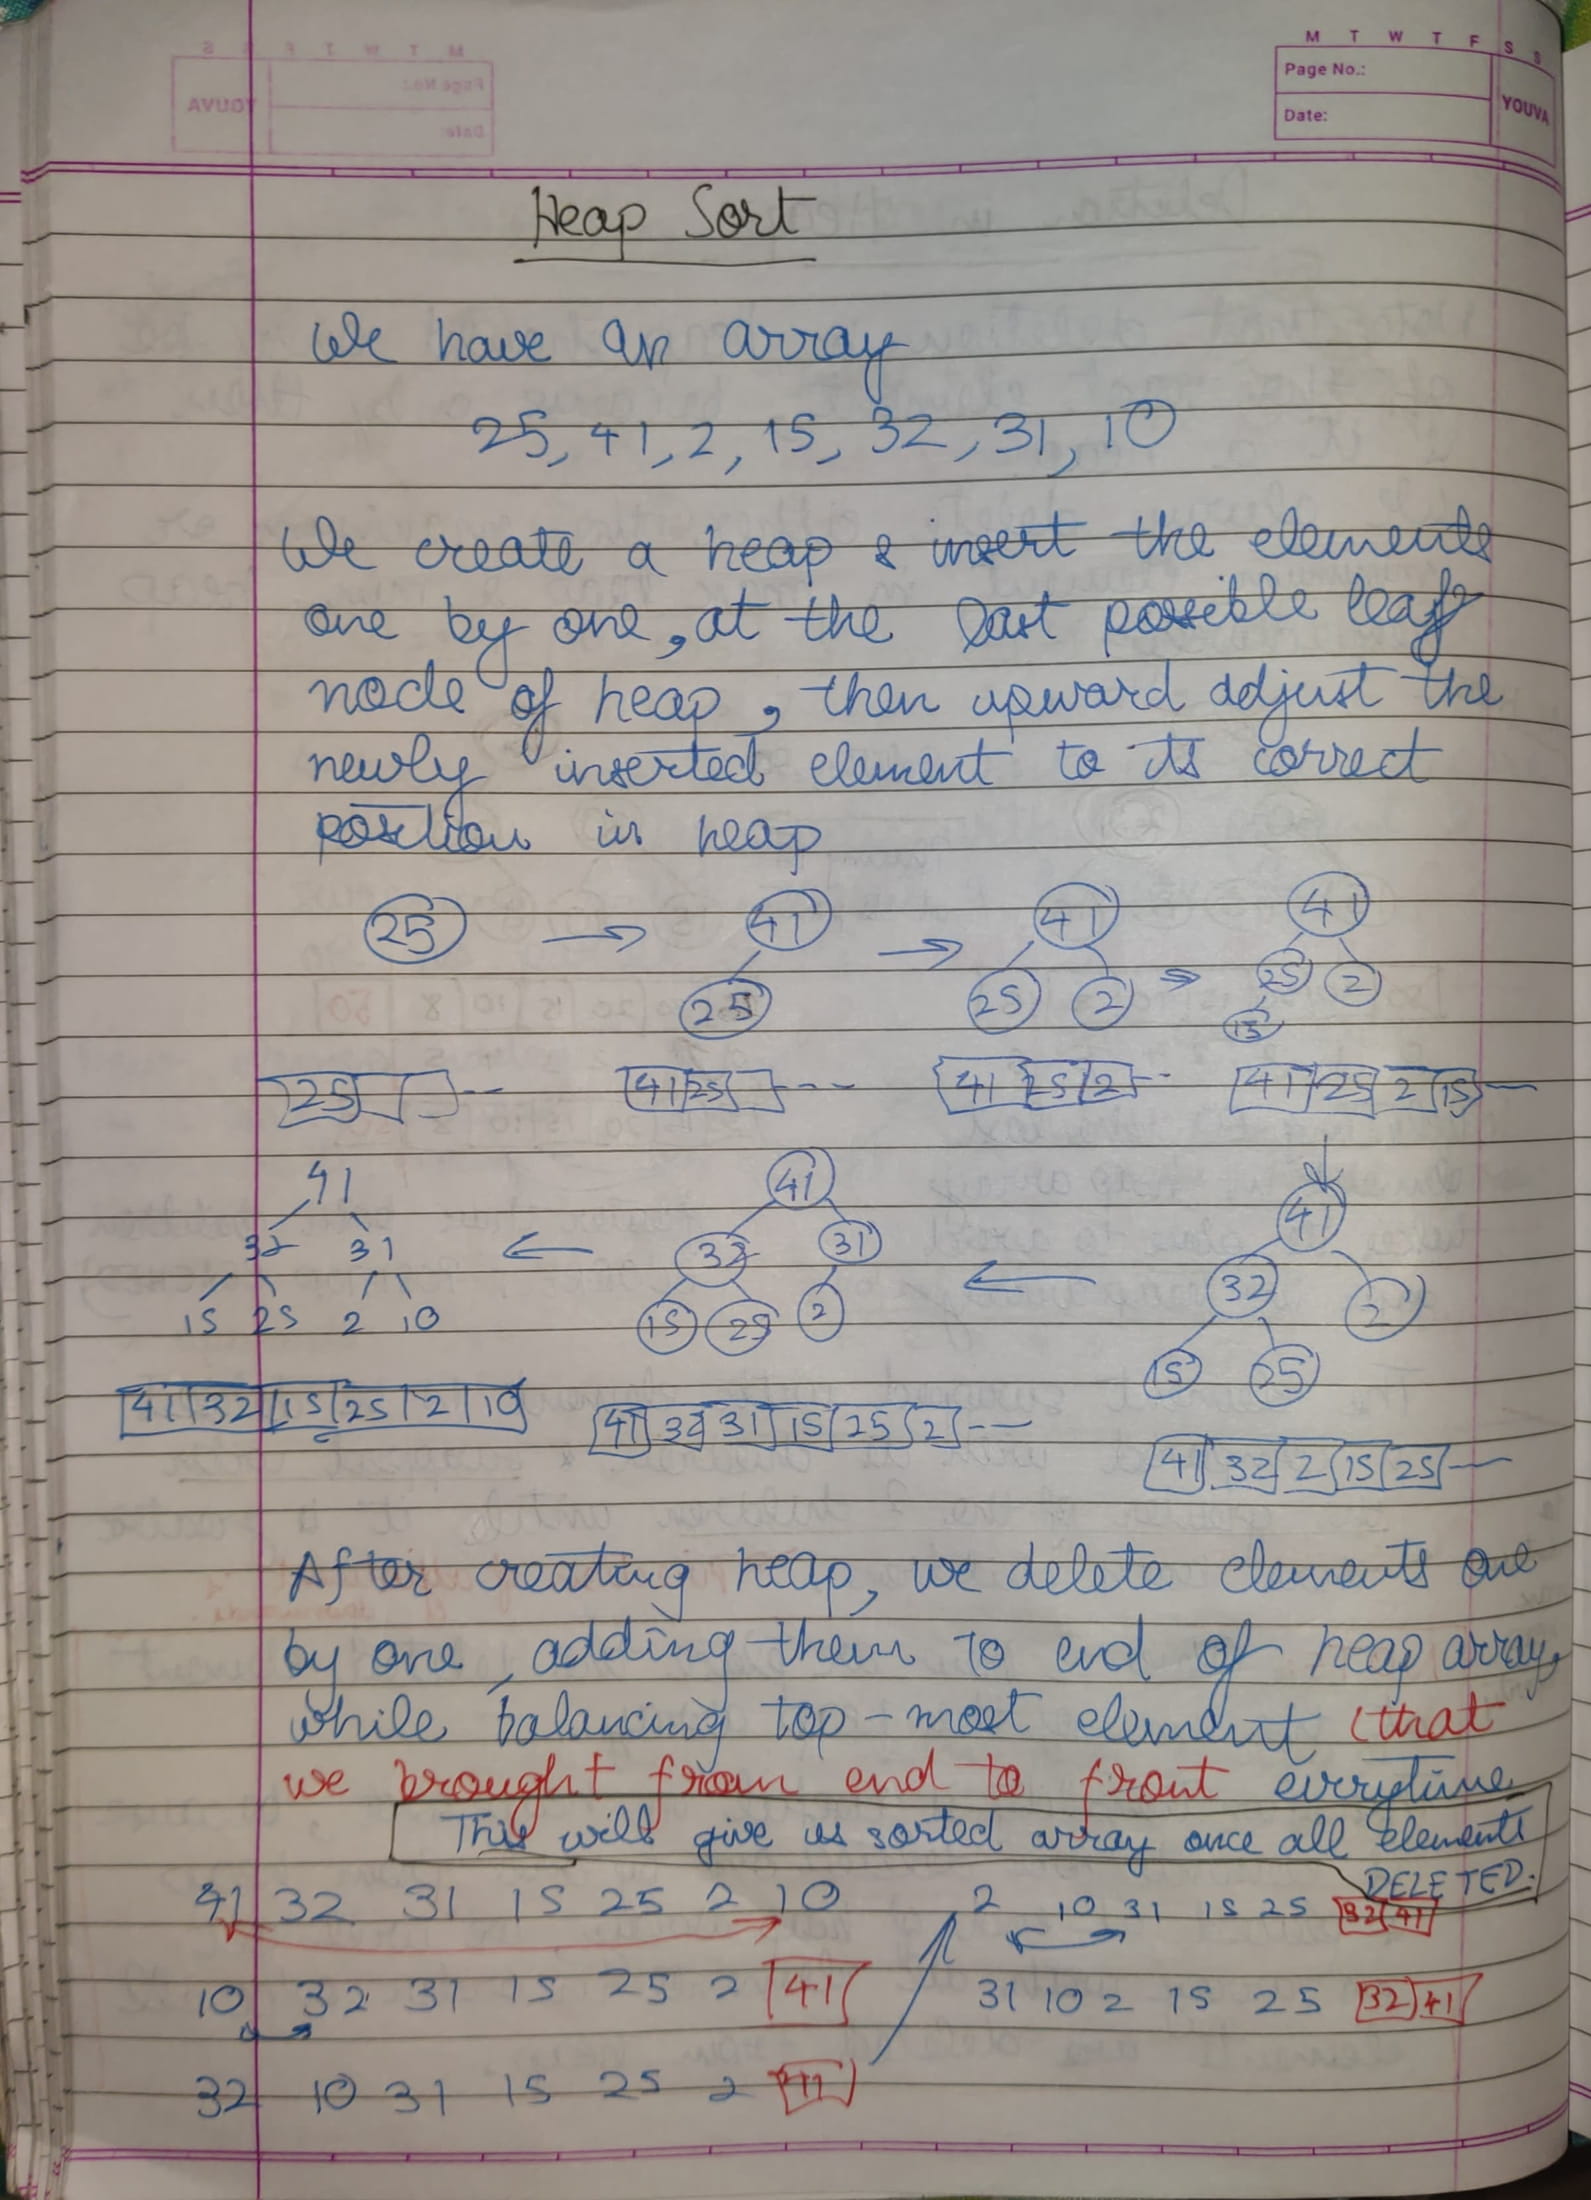 M T W T F S S
Page No.:
Date:
YOUVA
Heap Sort
We have an array
25, 41, 2, 15, 32, 31, 10
We create a heap & insert the elements
one by one, at the last possible leaf
node of heap, then upward adjust the
newly inserted element to its correct
position in heap
25 → 41 → 41 → 41
25 25 2 25 2
15
25 41 25 41 25 2 41 25 2 15
41 41 41
32 31 ← 32 31 ← 32 2
15 25 2 10 15 25 2 15 25
41 32 15 25 2 10 41 32 31 15 25 2 41 32 2 15 25
After creating heap, we delete elements one
by one, adding them to end of heap array,
while balancing top-most element (that
we brought from end to front everytime
This will give us sorted array once all elements
DELETED.
41 32 31 15 25 2 10 2 10 31 15 25 32 41
10 32 31 15 25 2 41 31 10 2 15 25 32 41
32 10 31 15 25 2 41